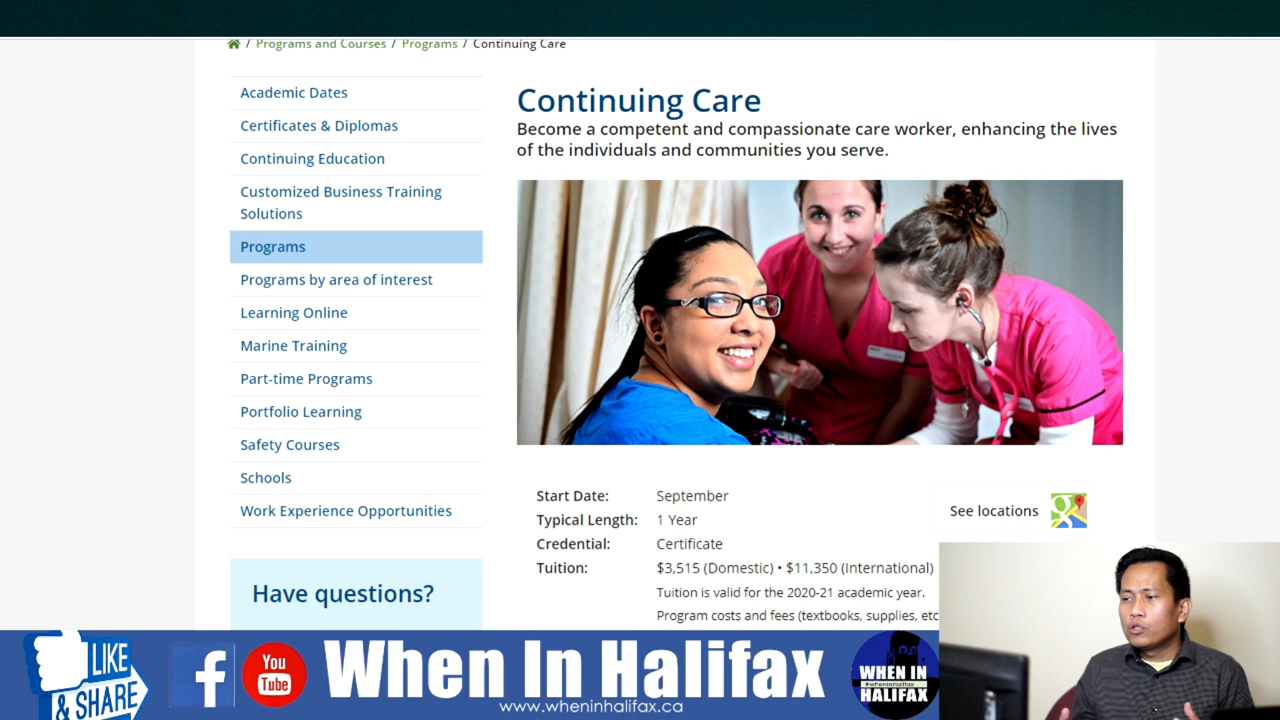 / Programs and Courses / Programs / Continuing Care
Academic Dates
Certificates & Diplomas
Continuing Education
Customized Business Training
Solutions
Programs
Programs by area of interest
Learning Online
Marine Training
Part-time Programs
Portfolio Learning
Safety Courses
Schools
Work Experience Opportunities
Have questions?
Continuing Care
Become a competent and compassionate care worker, enhancing the lives
of the individuals and communities you serve.
Start Date: September
Typical Length: 1 Year
Credential: Certificate
Tuition: $3,515 (Domestic) • $11,350 (International)
Tuition is valid for the 2020-21 academic year.
Program costs and fees (textbooks, supplies, etc
See locations
LIKE
& SHARE
f
You
Tube
When In Halifax
www.wheninhalifax.ca
WHEN IN
#wheninhalifax
HALIFAX